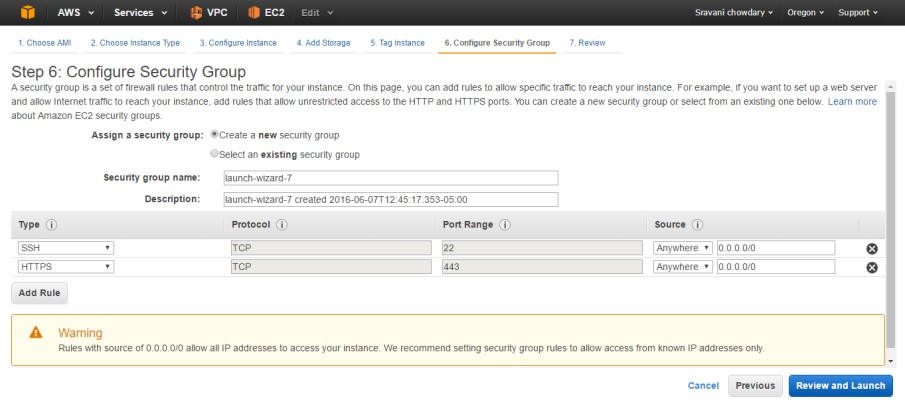 AWS Services VPC EC2 Edit Sravani chowdary Oregon Support
1. Choose AMI 2. Choose Instance Type 3. Configure Instance 4. Add Storage 5. Tag Instance 6. Configure Security Group 7. Review
Step 6: Configure Security Group
A security group is a set of firewall rules that control the traffic for your instance. On this page, you can add rules to allow specific traffic to reach your instance. For example, if you want to set up a web server
and allow Internet traffic to reach your instance, add rules that allow unrestricted access to the HTTP and HTTPS ports. You can create a new security group or select from an existing one below. Learn more
about Amazon EC2 security groups.
Assign a security group: Create a new security group
Select an existing security group
Security group name: launch-wizard-7
Description: launch-wizard-7 created 2016-06-07T12:45:17.353-05:00
Type i Protocol i Port Range i Source i
SSH TCP 22 Anywhere 0.0.0.0/0
HTTPS TCP 443 Anywhere 0.0.0.0/0
Add Rule
Warning
Rules with source of 0.0.0.0/0 allow all IP addresses to access your instance. We recommend setting security group rules to allow access from known IP addresses only.
Cancel Previous Review and Launch